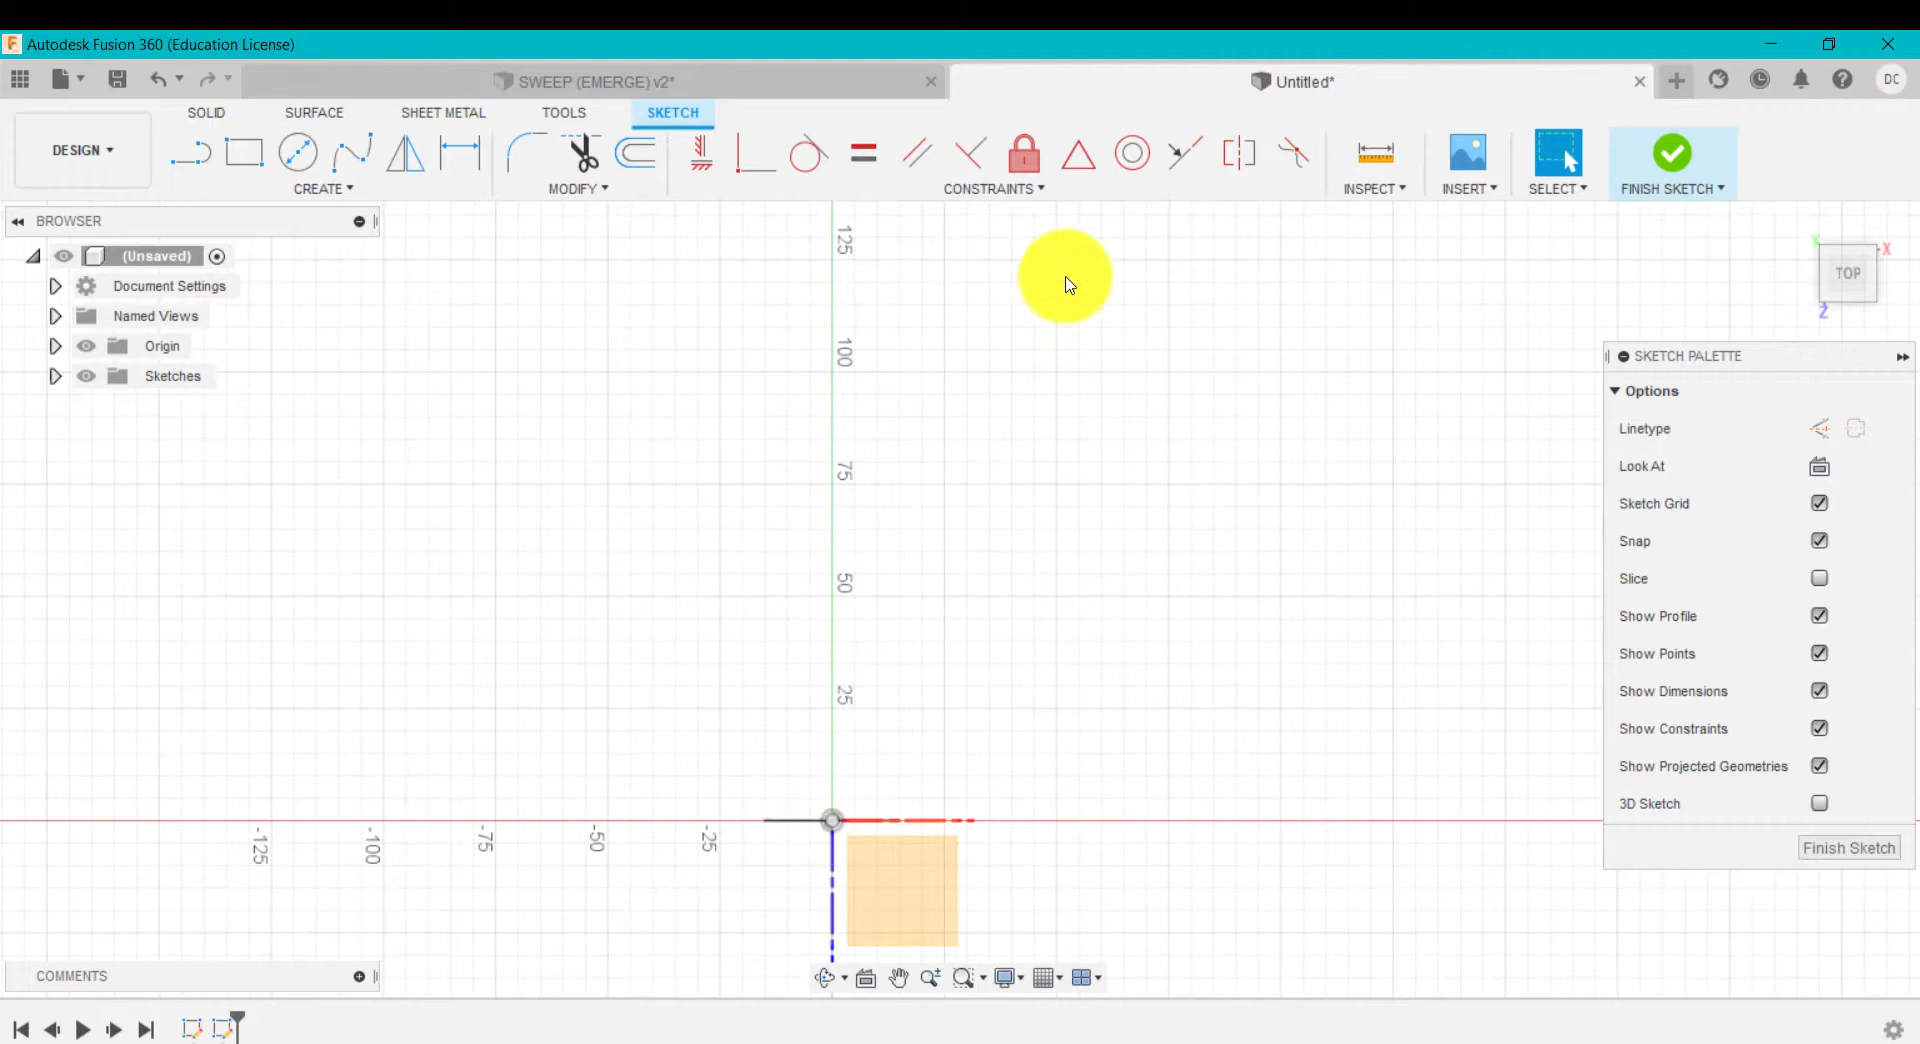 Autodesk Fusion 360 (Education License)
SWEEP (EMERGE) v2*
Untitled*
DC
SOLID
SURFACE
SHEET METAL
TOOLS
SKETCH
DESIGN
CREATE
MODIFY
CONSTRAINTS
INSPECT
INSERT
SELECT
FINISH SKETCH
BROWSER
(Unsaved)
Document Settings
Named Views
Origin
Sketches
125
100
75
50
25
-125
-100
-75
-50
-25
Y
X
TOP
Z
SKETCH PALETTE
Options
Linetype
Look At
Sketch Grid
Snap
Slice
Show Profile
Show Points
Show Dimensions
Show Constraints
Show Projected Geometries
3D Sketch
Finish Sketch
COMMENTS